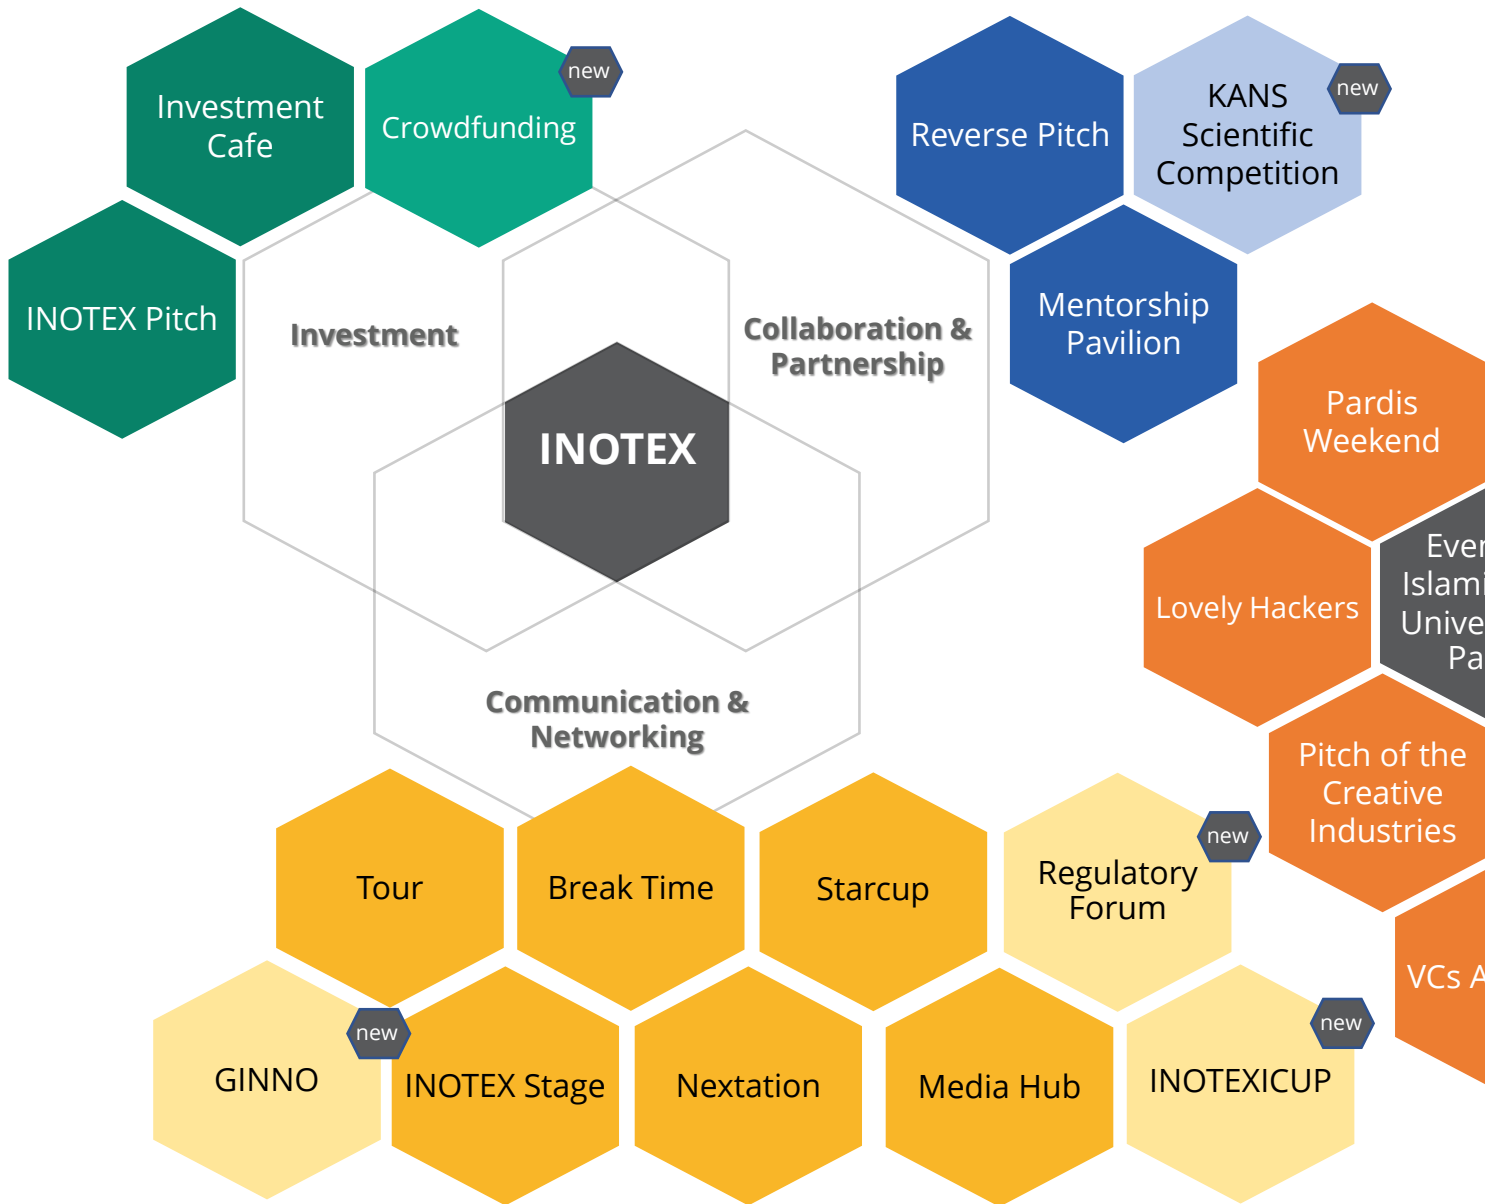 Investment
Cafe
Crowdfunding
new
INOTEX Pitch
Reverse Pitch
KANS
Scientific
Competition
new
Mentorship
Pavilion
Investment
Collaboration &
Partnership
INOTEX
Communication &
Networking
Pardis
Weekend
Lovely Hackers
Pitch of the
Creative
Industries
VCs
Tour
Break Time
Starcup
Regulatory
Forum
new
GINNO
new
INOTEX Stage
Nextation
Media Hub
INOTEXICUP
new